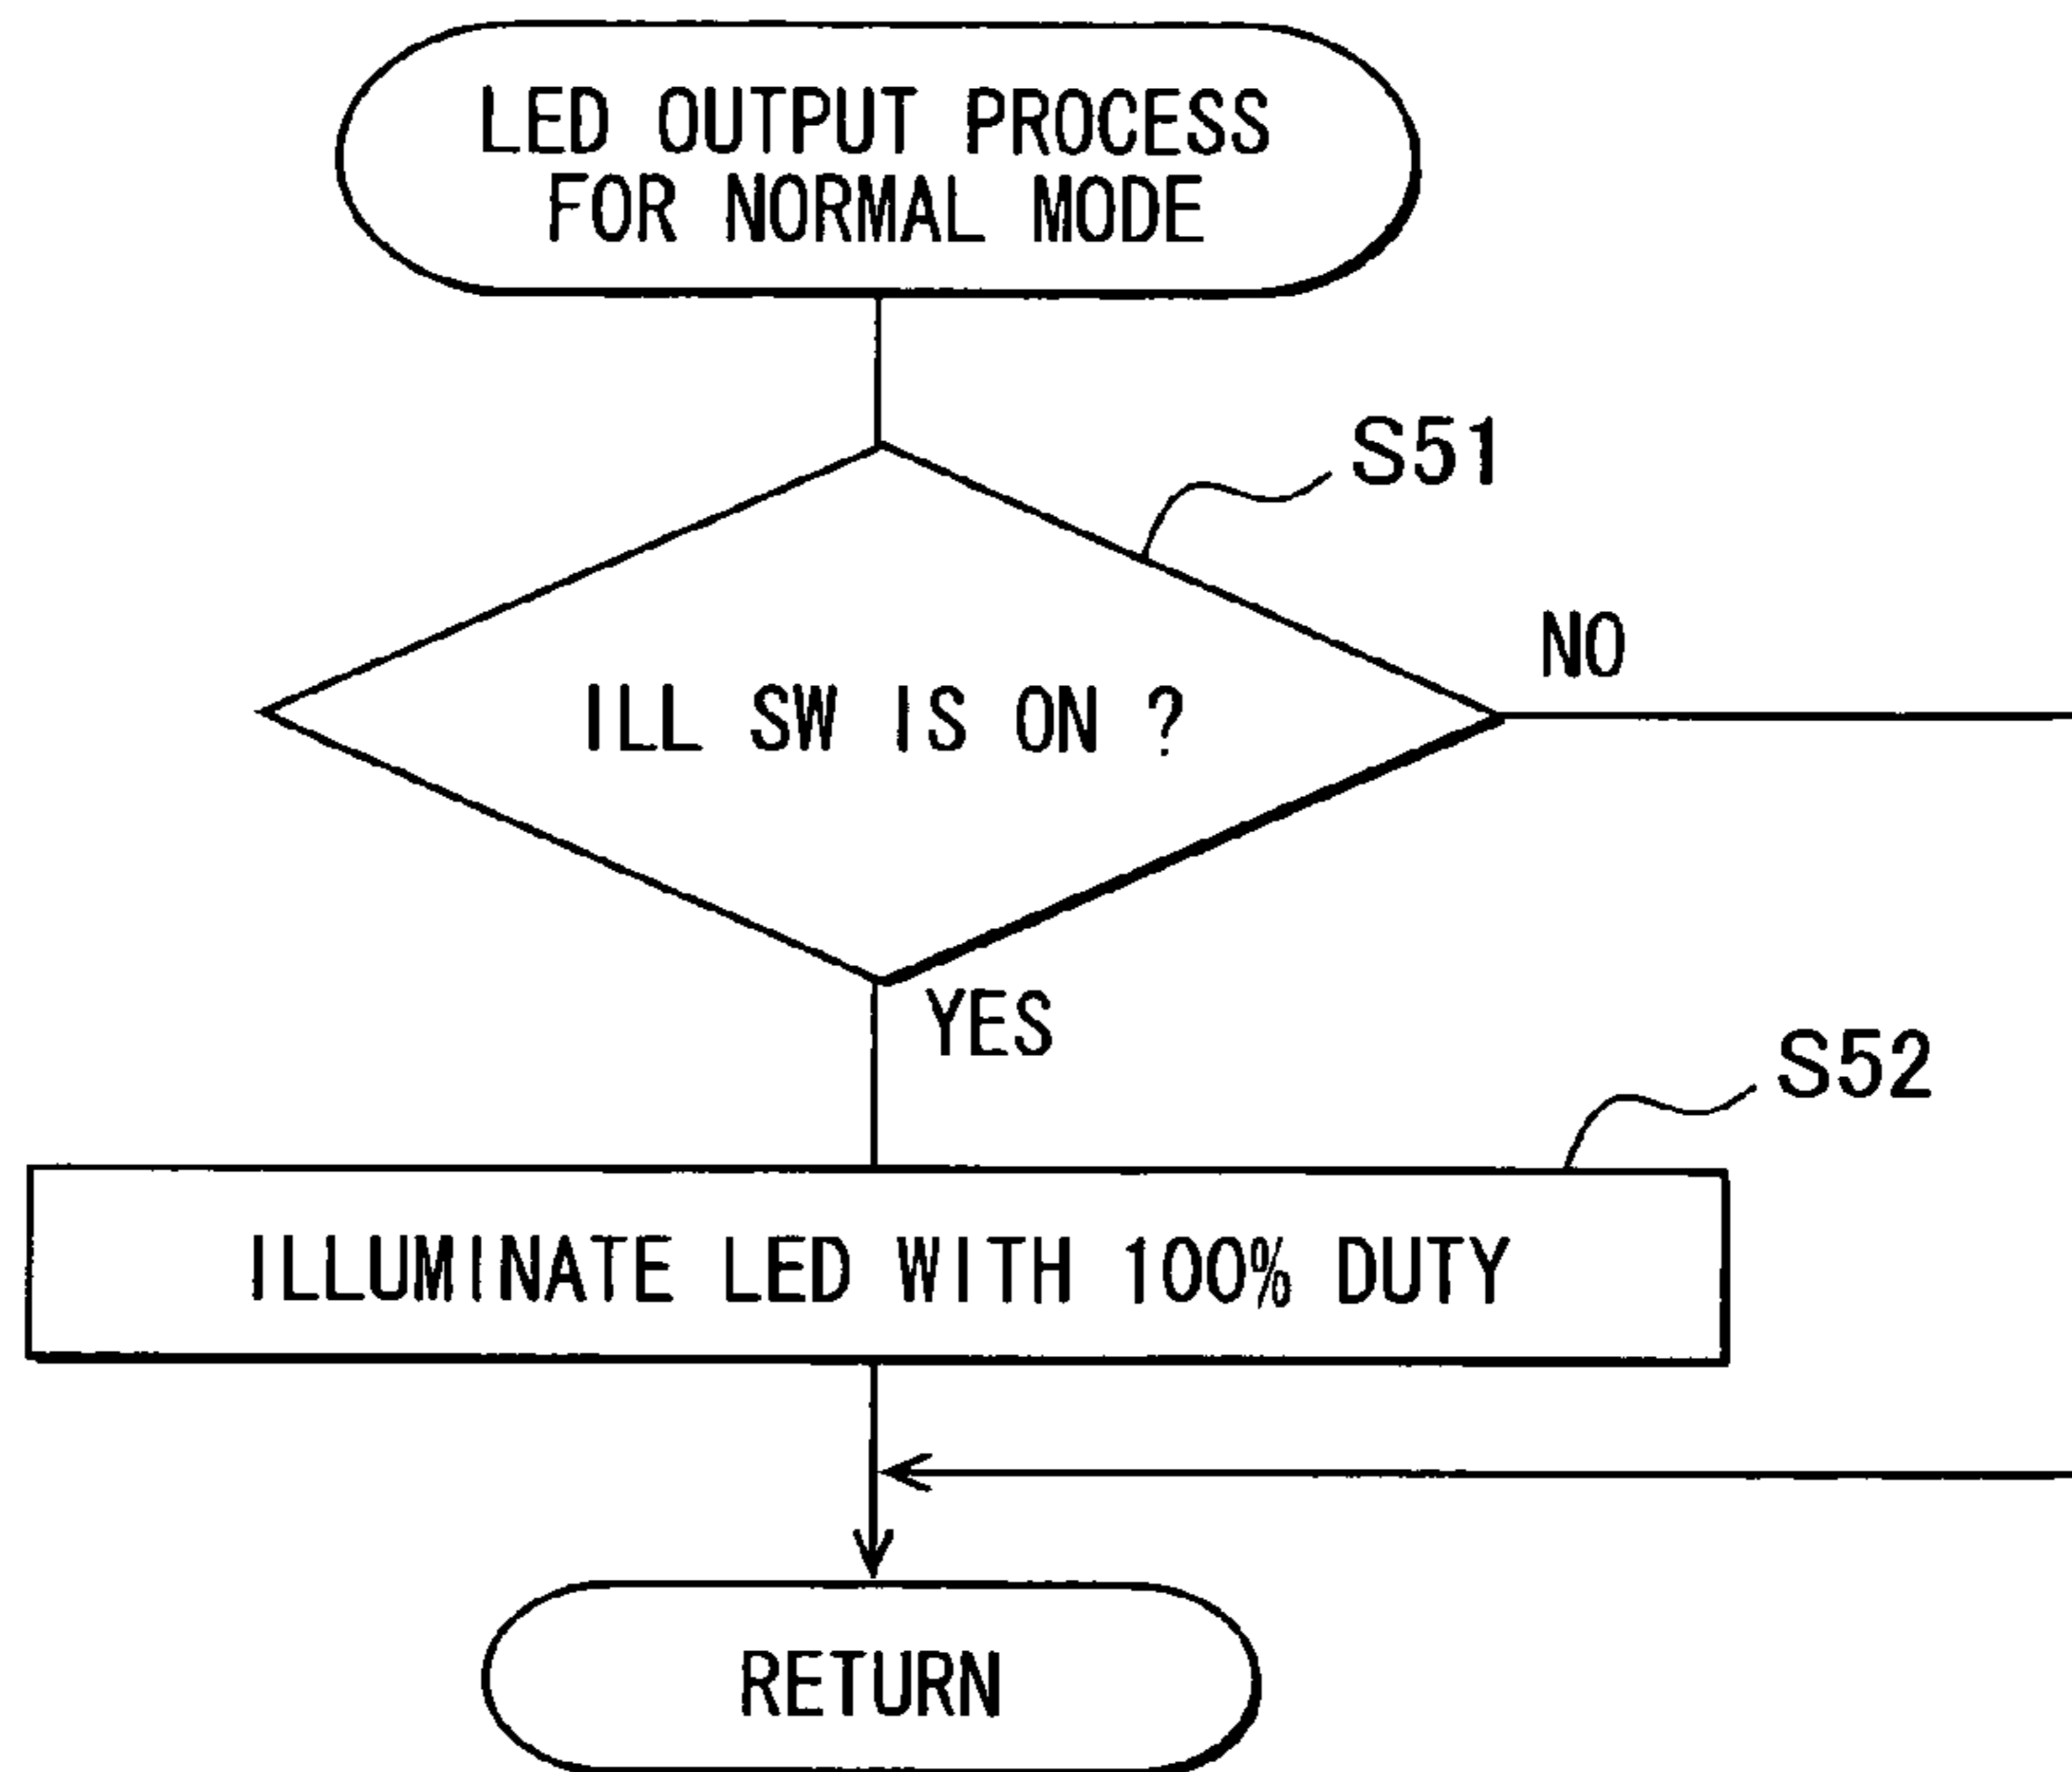 LED OUTPUT PROCESS
FOR NORMAL MODE
S51
NO
ILL SW IS ON ?
YES
S52
ILLUMINATE LED WITH 100% DUTY
RETURN